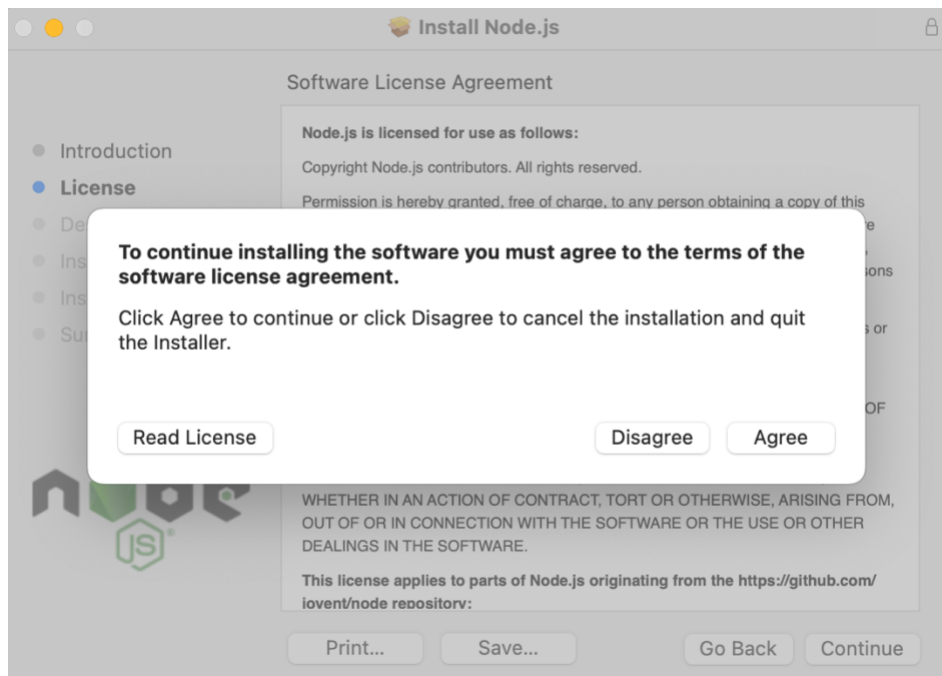 Install Node.js
Software License Agreement
Introduction
License
Node.js is licensed for use as follows:
Copyright Node.js contributors. All rights reserved.
Permission is hereby granted, free of charge, to any person obtaining a copy of this
To continue installing the software you must agree to the terms of the
software license agreement.
Click Agree to continue or click Disagree to cancel the installation and quit
the Installer.
Read License Disagree Agree
or
OF
node
JS
WHETHER IN AN ACTION OF CONTRACT, TORT OR OTHERWISE, ARISING FROM,
OUT OF OR IN CONNECTION WITH THE SOFTWARE OR THE USE OR OTHER
DEALINGS IN THE SOFTWARE.
This license applies to parts of Node.js originating from the https://github.com/
joyent/node repository:
Print... Save... Go Back Continue